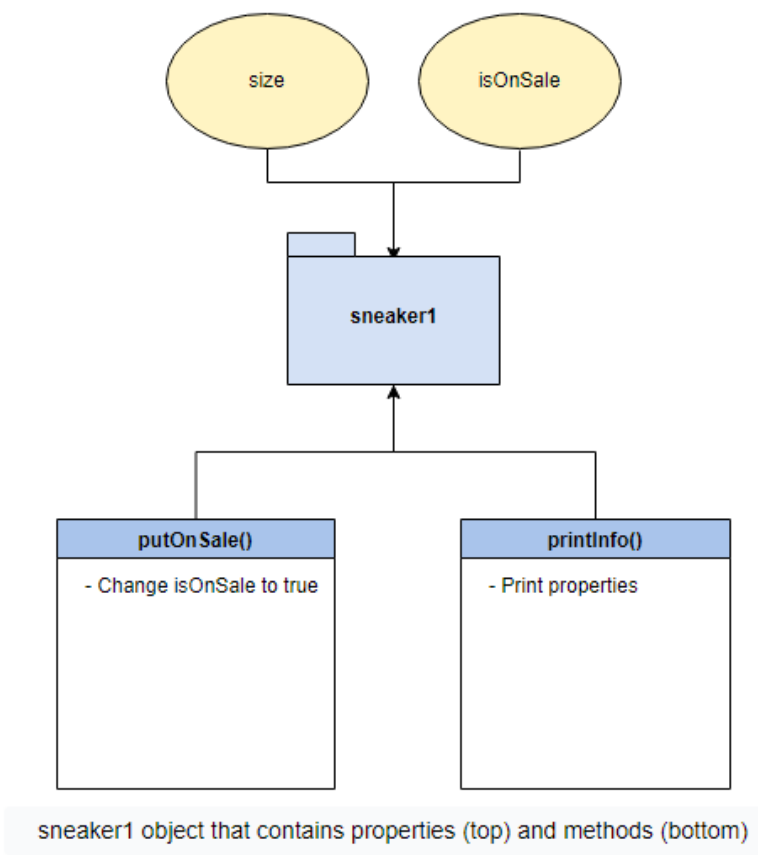 size
isOnSale
sneaker1
putOnSale()
printInfo()
- Change isOnSale to true
- Print properties
sneaker1 object that contains properties (top) and methods (bottom)